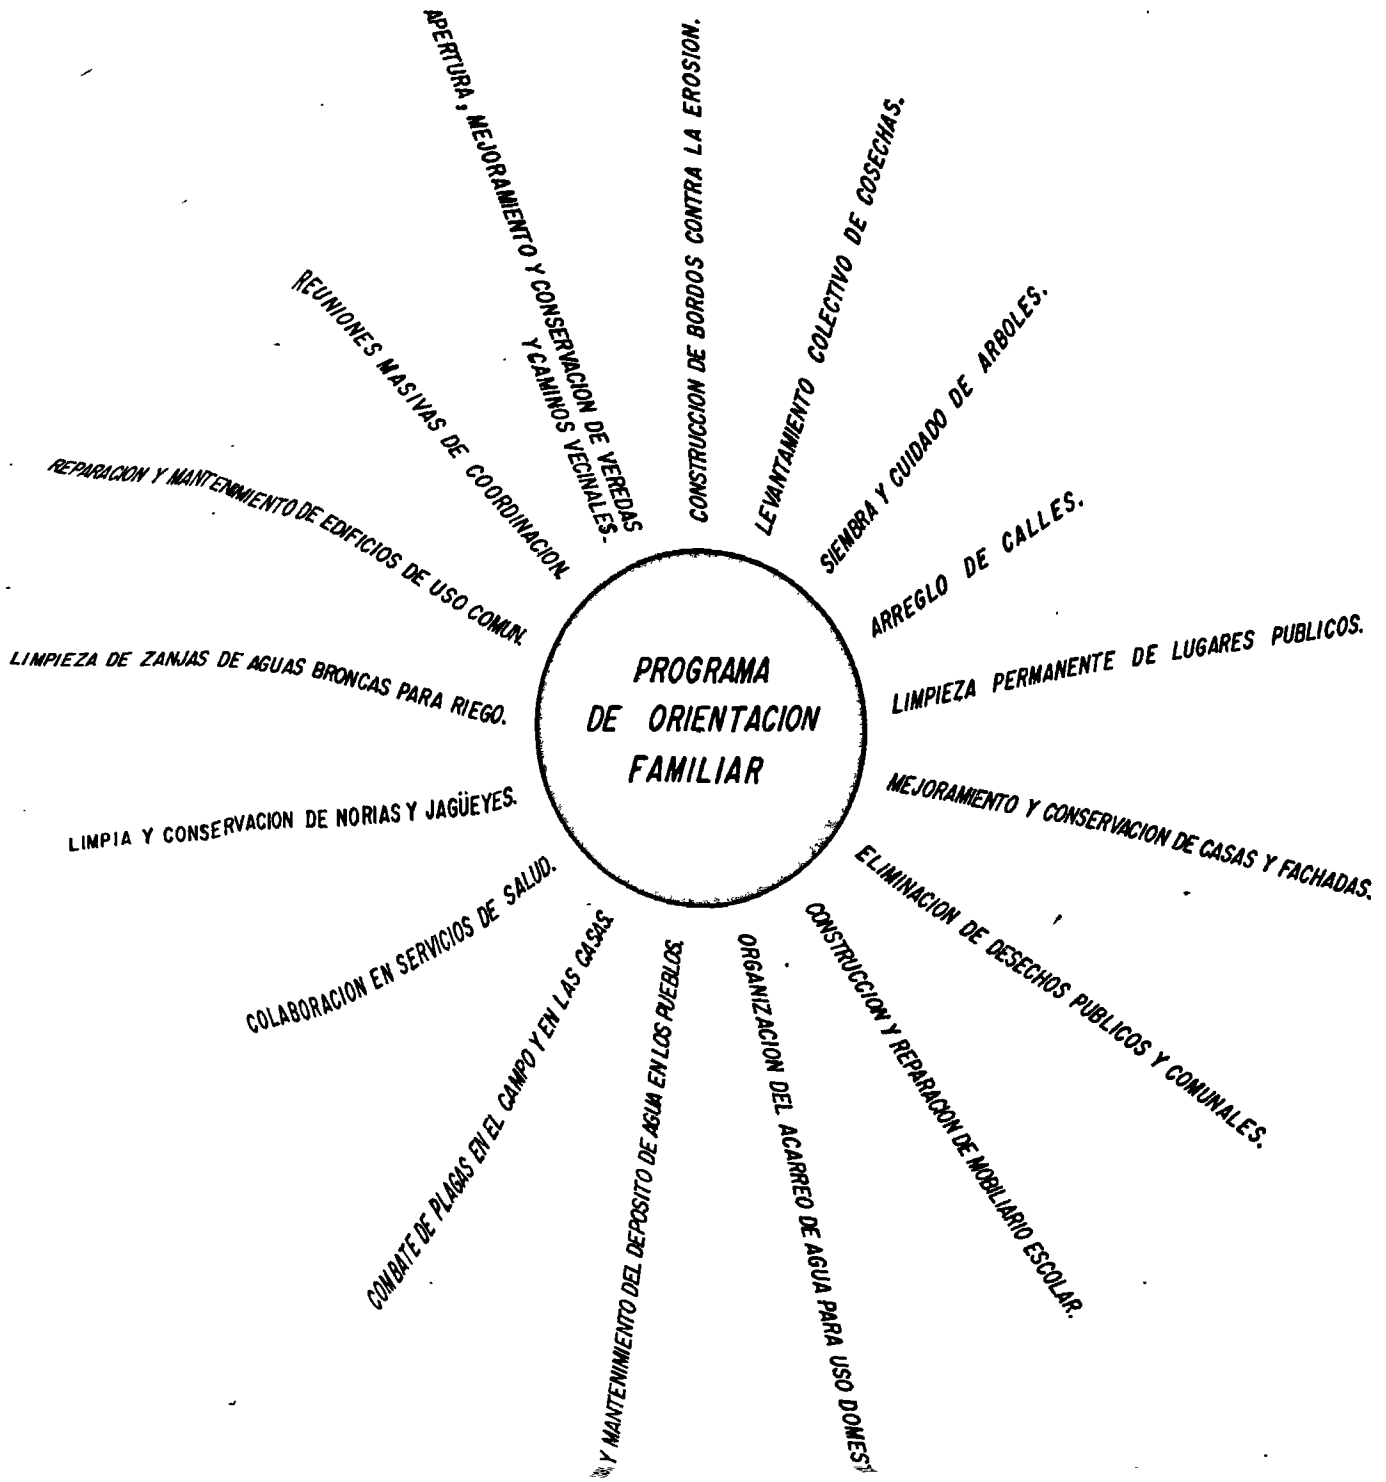 PROGRAMA
DE ORIENTACION
FAMILIAR
CONSTRUCCION DE BORDOS CONTRA LA EROSION.
LEVANTAMIENTO COLECTIVO DE COSECHAS.
SIEMBRA Y CUIDADO DE ARBOLES.
ARREGLO DE CALLES.
LIMPIEZA PERMANENTE DE LUGARES PUBLICOS.
MEJORAMIENTO Y CONSERVACION DE CASAS Y FACHADAS.
ELIMINACION DE DESECHOS PUBLICOS Y COMUNALES.
CONSTRUCCION Y REPARACION DE MOBILIARIO ESCOLAR.
ORGANIZACION DEL ACARREO DE AGUA PARA USO DOMEST
Y MANTENIMIENTO DEL DEPOSITO DE AGUA EN LOS PUEBLOS.
COMBATE DE PLAGAS EN EL CAMPO Y EN LAS CASAS.
COLABORACION EN SERVICIOS DE SALUD.
LIMPIA Y CONSERVACION DE NORIAS Y JAGÜEYES.
LIMPIEZA DE ZANJAS DE AGUAS BRONCAS PARA RIEGO.
REPARACION Y MANTENIMIENTO DE EDIFICIOS DE USO COMUN.
REUNIONES MASIVAS DE COORDINACION.
APERTURA, MEJORAMIENTO Y CONSERVACION DE VEREDAS
Y CAMINOS VECINALES.